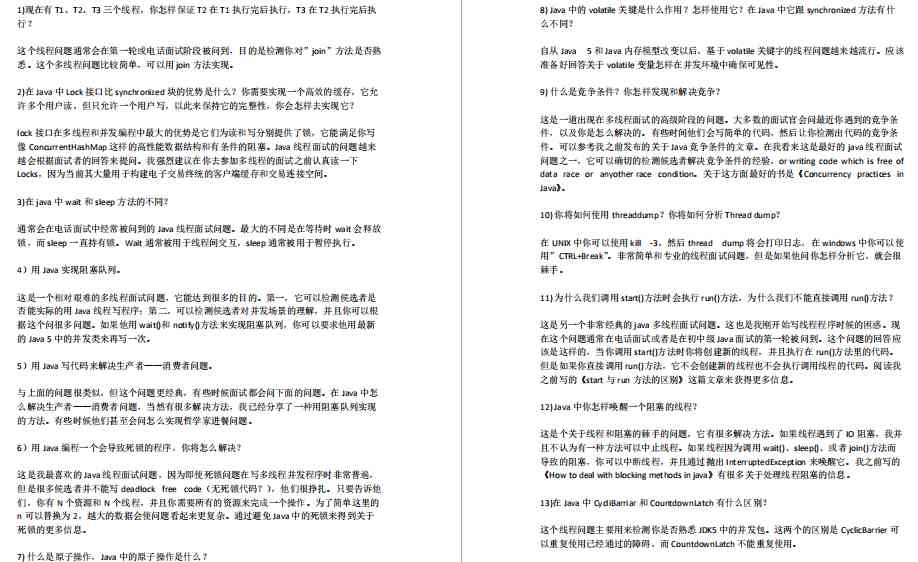 1)现在有 T1、T2、T3 三个线程，你怎样保证 T2 在 T1 执行完后执行，T3 在 T2 执行完后执
行？
这个线程问题通常会在第一轮或电话面试阶段被问到，目的是检测你对”join”方法是否熟
悉。这个多线程问题比较简单，可以用 join 方法实现。
2)在 Java 中 Lock 接口比 synchronized 块的优势是什么？你需要实现一个高效的缓存，它允
许多个用户读，但只允许一个用户写，以此来保持它的完整性，你会怎样去实现它？
lock 接口在多线程和并发编程中最大的优势是它们为读和写分别提供了锁，它能满足你写
像 ConcurrentHashMap 这样的高性能数据结构和有条件的阻塞。Java 线程面试的问题越来
越会根据面试者的回答来提问。我强烈建议在你去参加多线程的面试之前认真读一下
Locks，因为当前其大量用于构建电子交易终统的客户端缓存和交易连接空间。
3)在 java 中 wait 和 sleep 方法的不同？
通常会在电话面试中经常被问到的 Java 线程面试问题。最大的不同是在等待时 wait 会释放
锁，而 sleep 一直持有锁。Wait 通常被用于线程间交互，sleep 通常被用于暂停执行。
4）用 Java 实现阻塞队列。
这是一个相对艰难的多线程面试问题，它能达到很多的目的。第一，它可以检测侯选者是
否能实际的用 Java 线程写程序；第二，可以检测侯选者对并发场景的理解，并且你可以根
据这个问很多问题。如果他用 wait()和 notify()方法来实现阻塞队列，你可以要求他用最新
的 Java 5 中的并发类来再写一次。
5）用 Java 写代码来解决生产者——消费者问题。
与上面的问题很类似，但这个问题更经典，有些时候面试都会问下面的问题。在 Java 中怎
么解决生产者——消费者问题，当然有很多解决方法，我已经分享了一种用阻塞队列实现
的方法。有些时候他们甚至会问怎么实现哲学家进餐问题。
6）用 Java 编程一个会导致死锁的程序，你将怎么解决？
这是我最喜欢的 Java 线程面试问题，因为即使死锁问题在写多线程并发程序时非常普遍，
但是很多侯选者并不能写 deadlock free code（无死锁代码？），他们很挣扎。只要告诉他
们，你有 N 个资源和 N 个线程，并且你需要所有的资源来完成一个操作。为了简单这里的
n 可以替换为 2，越大的数据会使问题看起来更复杂。通过避免 Java 中的死锁来得到关于
死锁的更多信息。
7) 什么是原子操作，Java 中的原子操作是什么？
8) Java 中的 volatile 关键是什么作用？怎样使用它？在 Java 中它跟 synchronized 方法有什
么不同？
自从 Java 5 和 Java 内存模型改变以后，基于 volatile 关键字的线程问题越来越流行。应该
准备好回答关于 volatile 变量怎样在并发环境中确保可见性。
9) 什么是竞争条件？你怎样发现和解决竞争？
这是一道出现在多线程面试的高级阶段的问题。大多数的面试官会问最近你遇到的竞争条
件，以及你是怎么解决的。有些时间他们会写简单的代码，然后让你检测出代码的竞争条
件。可以参考我之前发布的关于 Java 竞争条件的文章。在我看来这是最好的 java 线程面试
问题之一，它可以确切的检测候选者解决竞争条件的经验，or writing code which is free of
data race or anyother race condition。关于这方面最好的书是《Concurrency practices in
Java》。
10) 你将如何使用 threaddump？你将如何分析 Thread dump？
在 UNIX 中你可以使用 kill -3，然后 thread dump 将会打印日志，在 windows 中你可以使
用”CTRL+Break”。非常简单和专业的线程面试问题，但是如果他问你怎样分析它，就会很
棘手。
11) 为什么我们调用 start()方法时会执行 run()方法，为什么我们不能直接调用 run()方法？
这是另一个非常经典的 java 多线程面试问题。这也是我刚开始写线程程序时候的困惑。现
在这个问题通常在电话面试或者是在初中级 Java 面试的第一轮被问到。这个问题的回答应
该是这样的，当你调用 start()方法时你将创建新的线程，并且执行在 run()方法里的代码。
但是如果你直接调用 run()方法，它不会创建新的线程也不会执行调用线程的代码。阅读我
之前写的《start 与 run 方法的区别》这篇文章来获得更多信息。
12)Java 中你怎样唤醒一个阻塞的线程？
这是个关于线程和阻塞的棘手的问题，它有很多解决方法。如果线程遇到了 IO 阻塞，我并
且不认为有一种方法可以中止线程。如果线程因为调用 wait()、sleep()、或者 join()方法而
导致的阻塞，你可以中断线程，并且通过抛出 InterruptedException 来唤醒它。我之前写的
《How to deal with blocking methods in java》有很多关于处理线程阻塞的信息。
13)在 Java 中 CycliBarriar 和 CountdownLatch 有什么区别？
这个线程问题主要用来检测你是否熟悉 JDK5 中的并发包。这两个的区别是 CyclicBarrier 可
以重复使用已经通过的障碍，而 CountdownLatch 不能重复使用。